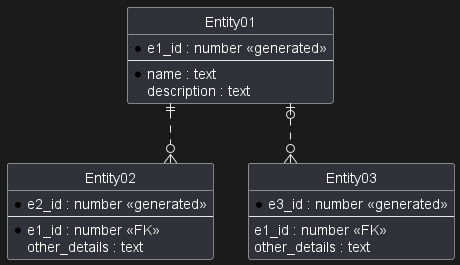 Entity01
e1_id : number «generated»
name : text
description : text
Entity02
e2_id : number «generated»
e1_id : number «FK»
other_details : text
Entity03
e3_id : number «generated»
e1_id : number «FK»
other_details : text